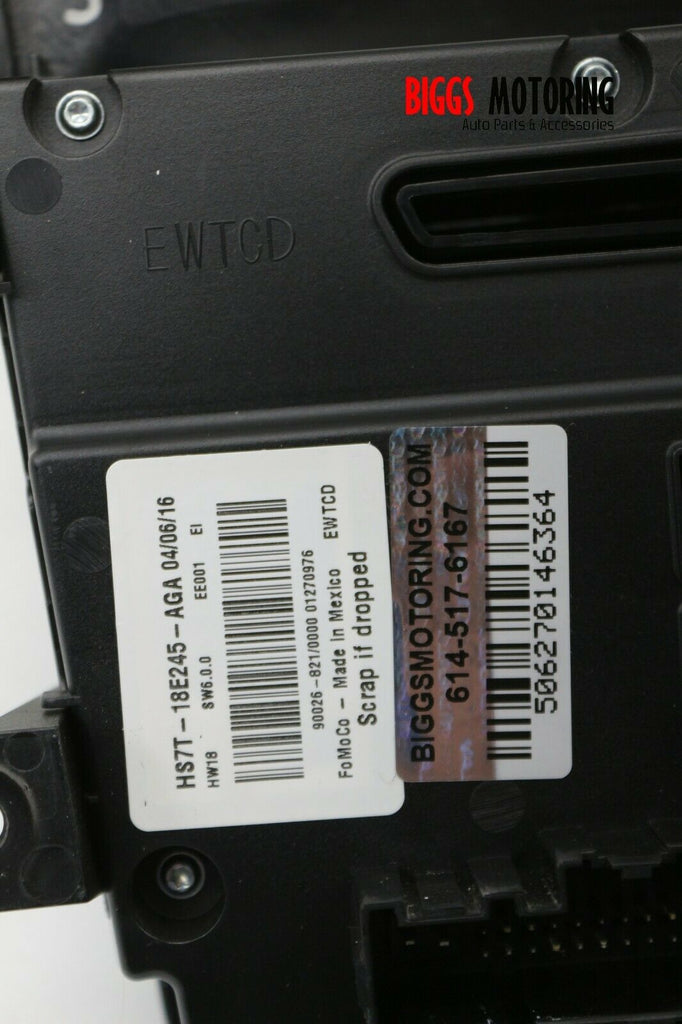 BIGGS MOTORING
Auto Parts & Accessories
EWTCD
HS7T-18E245-AGA 04/06/16
HW18 SW6.0.0 EE001 EI
90026-821/0000 01270976
FoMoCo - Made in Mexico EWTCD
Scrap if dropped
BIGGSMOTORING.COM
614-517-6167
506270146364